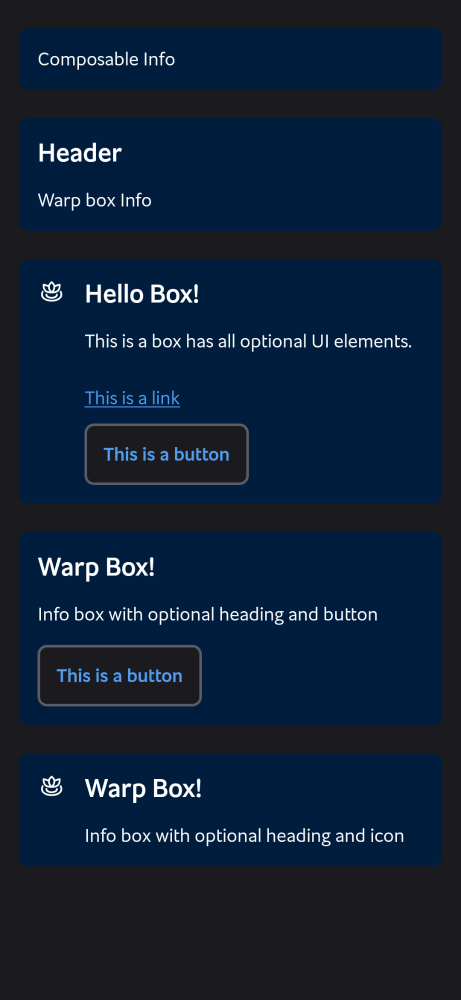 Composable Info
Header
Warp box Info
Hello Box!
This is a box has all optional UI elements.
This is a link
This is a button
Warp Box!
Info box with optional heading and button
This is a button
Warp Box!
Info box with optional heading and icon